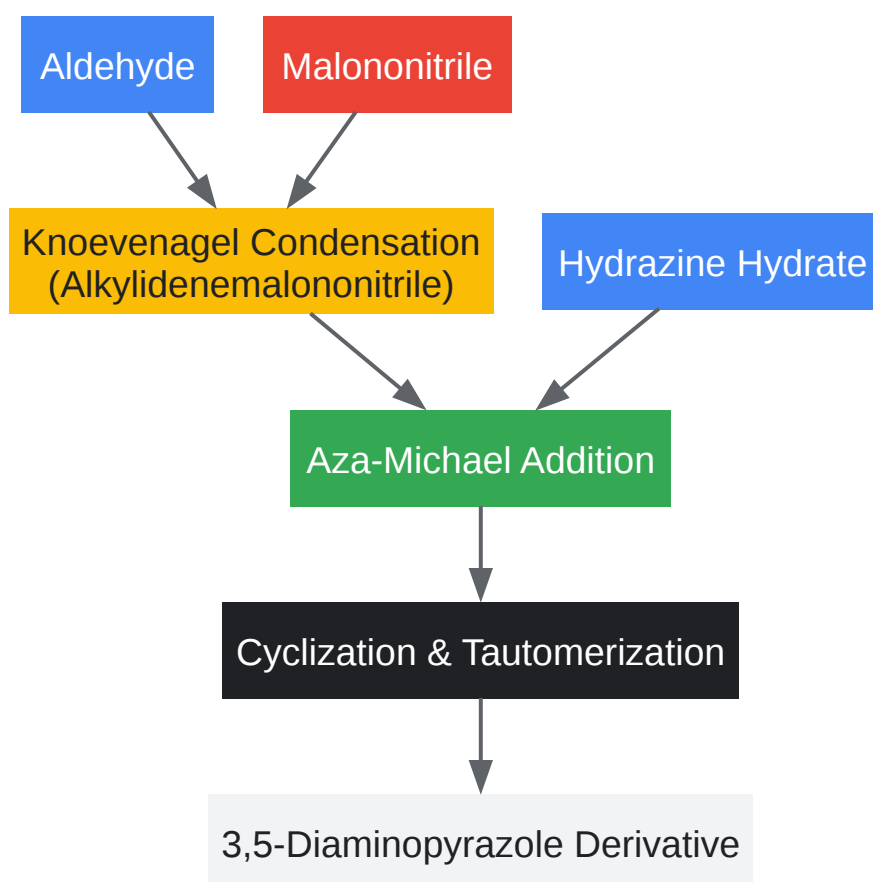 Aldehyde
Malononitrile
Knoevenagel Condensation
(Alkylidenemalononitrile)
Hydrazine Hydrate
Aza-Michael Addition
Cyclization & Tautomerization
3,5-Diaminopyrazole Derivative